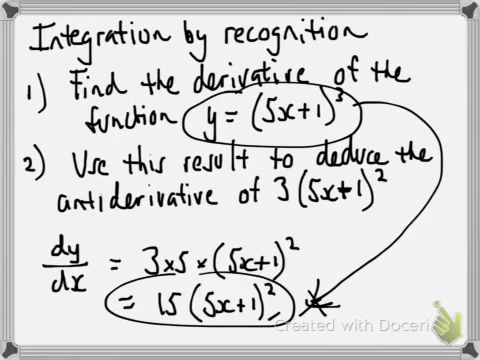 Integration by recognition
1) Find the derivative of the
function y = (5x+1)³
2) Use this result to deduce the
antiderivative of 3(5x+1)²
dy/dx = 3×5×(5x+1)²
= 15(5x+1)²
Created with Doceri